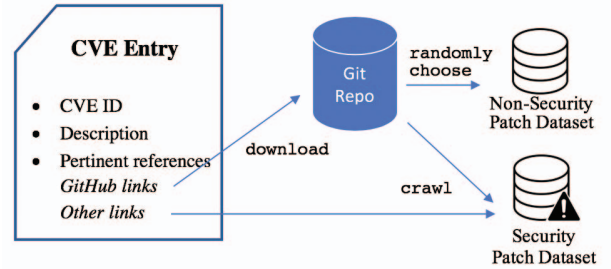 CVE Entry
• CVE ID
• Description
• Pertinent references
GitHub links
Other links
download
Git
Repo
randomly
choose
crawl
Non-Security
Patch Dataset
Security
Patch Dataset